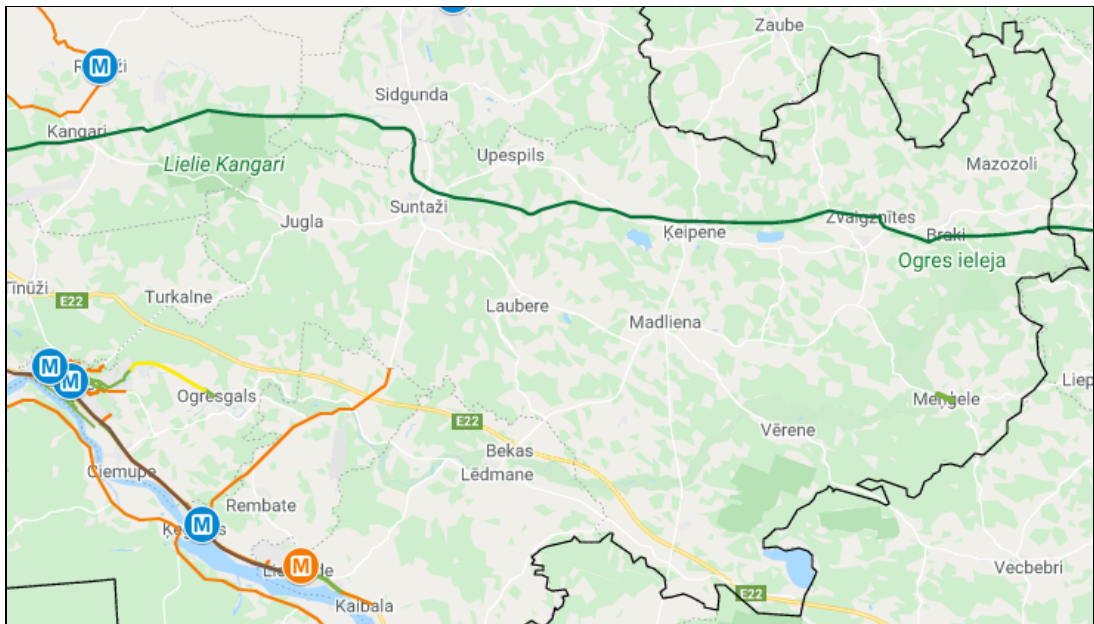 Zaube
M
Sidgunda
Kangari
Upespils
Lielie Kangari
Mazozoli
Suntaži
Jugla
Zvaigznītes
Ķeipene
Braki
Ogres ieleja
Tīnūži
E22
Turkalne
Laubere
Madliena
M
M
Liep
Ogresgals
Meņģele
E22
Vērene
Bekas
Ciemupe
Lēdmane
Rembate
M
M
Vecbebri
E22
Kaibala